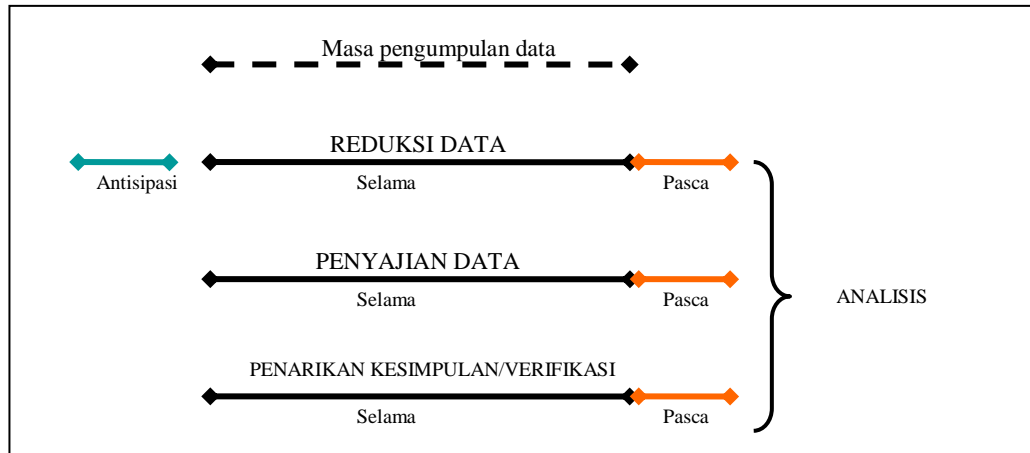 Masa pengumpulan data
REDUKSI DATA
Antisipasi Selama Pasca
PENYAJIAN DATA
Selama Pasca
ANALISIS
PENARIKAN KESIMPULAN/VERIFIKASI
Selama Pasca